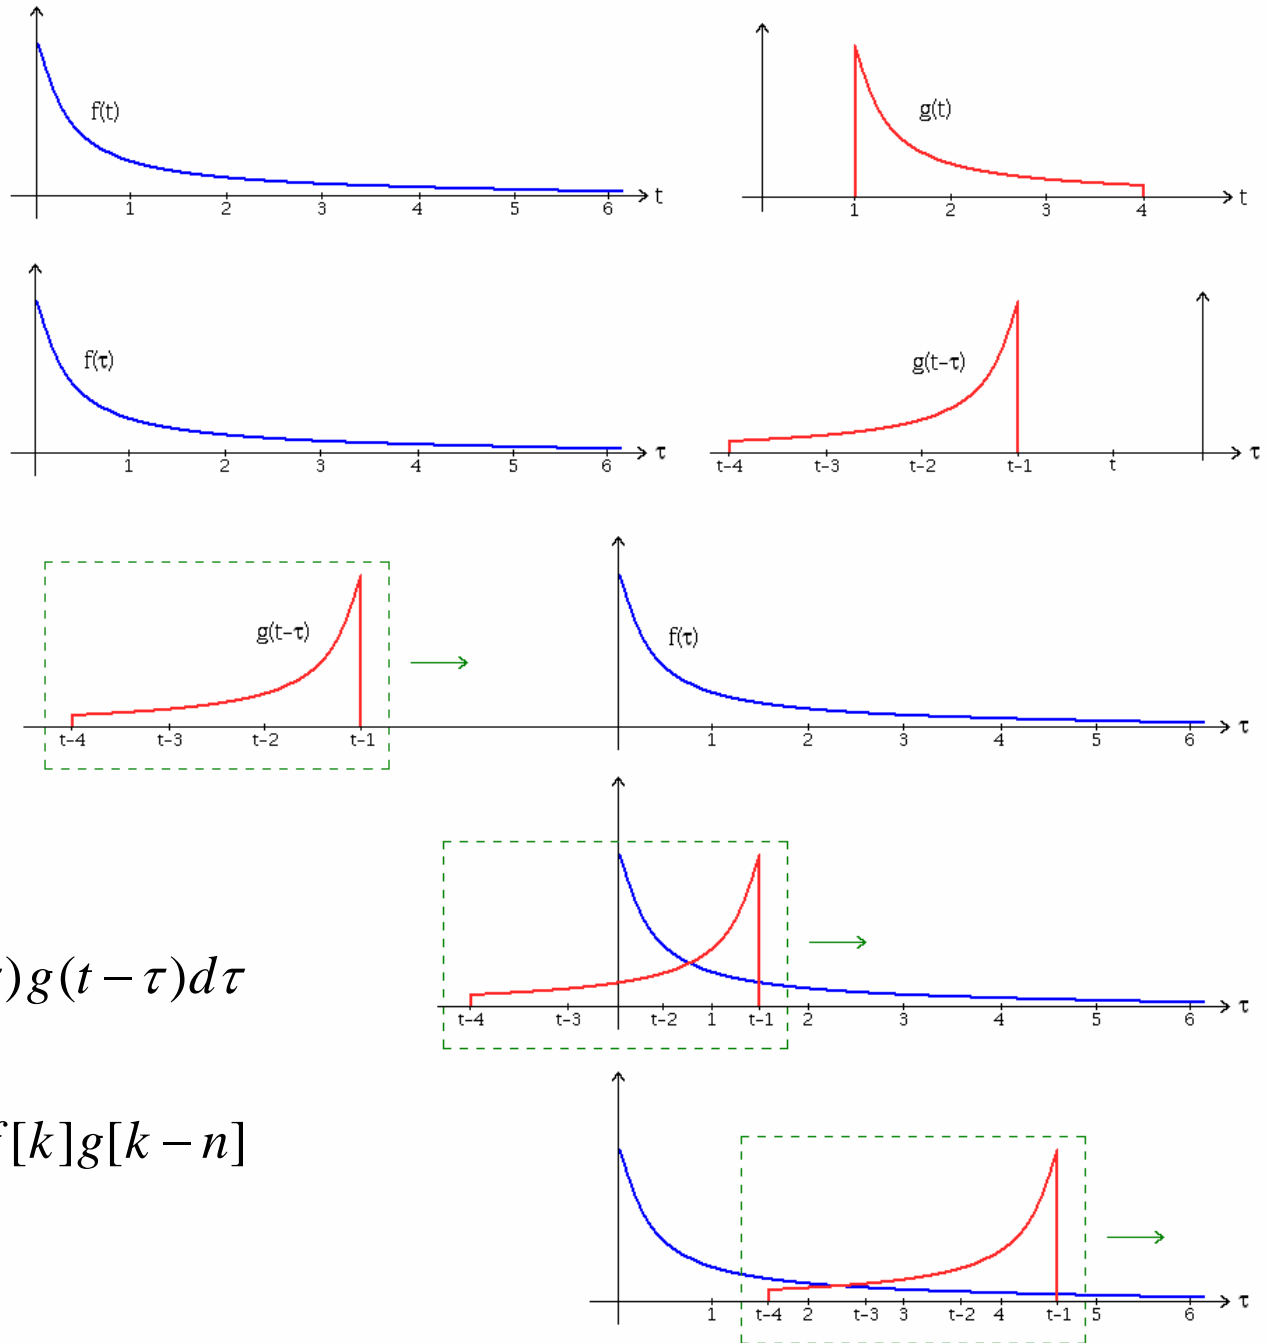 f(t)
1 2 3 4 5 6 t
g(t)
1 2 3 4 t
f(τ)
1 2 3 4 5 6 τ
g(t-τ)
t-4 t-3 t-2 t-1 t τ
g(t-τ)
f(τ)
t-4 t-3 t-2 t-1 1 2 3 4 5 6 τ
)g(t − τ)dτ
t-4 t-3 t-2 1 t-1 2 3 4 5 6 τ
[k]g[k − n]
1 t-4 2 t-3 3 t-2 4 t-1 5 6 τ